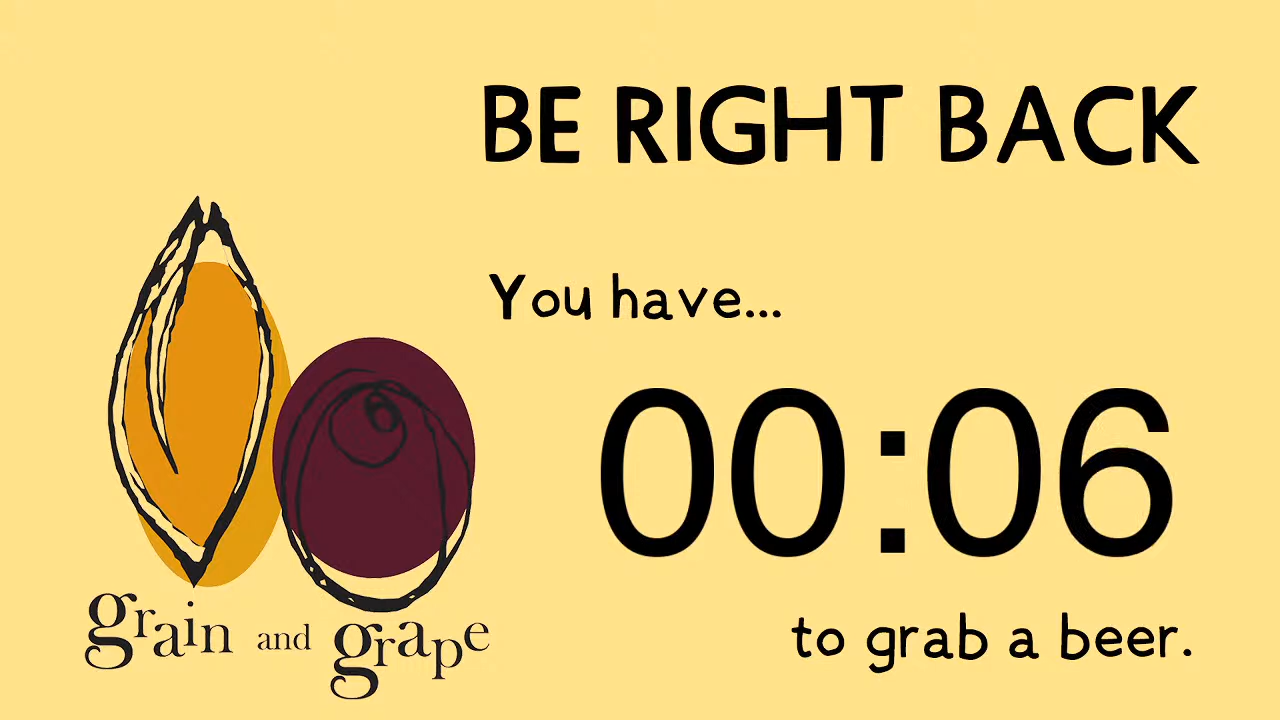 BE RIGHT BACK
You have...
00:06
to grab a beer.
grain and grape